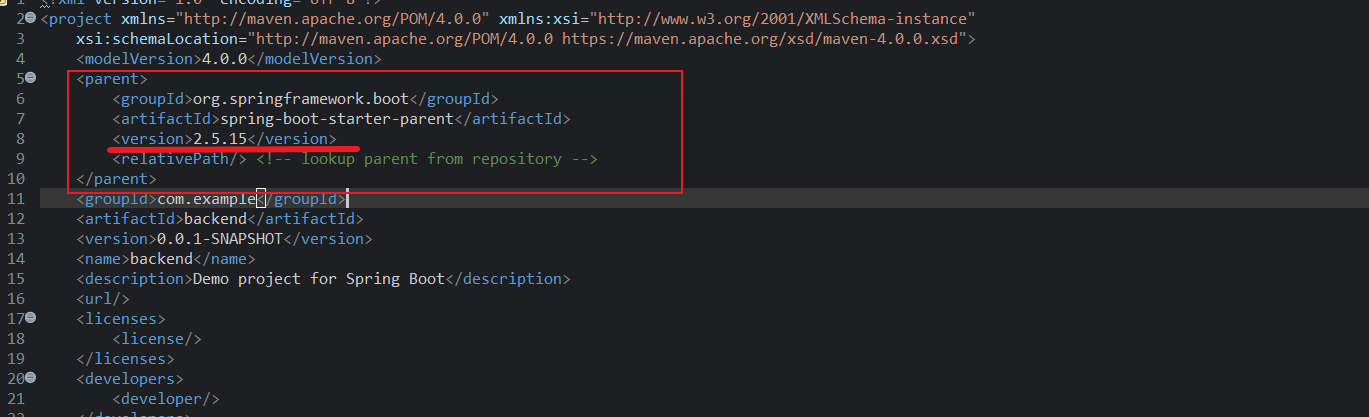 2 <project xmlns="http://maven.apache.org/POM/4.0.0" xmlns:xsi="http://www.w3.org/2001/XMLSchema-instance"
3 xsi:schemaLocation="http://maven.apache.org/POM/4.0.0 https://maven.apache.org/xsd/maven-4.0.0.xsd">
4 <modelVersion>4.0.0</modelVersion>
5 <parent>
6 <groupId>org.springframework.boot</groupId>
7 <artifactId>spring-boot-starter-parent</artifactId>
8 <version>2.5.15</version>
9 <relativePath/> <!-- lookup parent from repository -->
10 </parent>
11 <groupId>com.example</groupId>
12 <artifactId>backend</artifactId>
13 <version>0.0.1-SNAPSHOT</version>
14 <name>backend</name>
15 <description>Demo project for Spring Boot</description>
16 <url/>
17 <licenses>
18 <license/>
19 </licenses>
20 <developers>
21 <developer/>